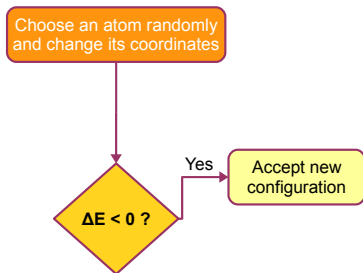 Choose an atom randomly
and change its coordinates
Yes
Accept new
configuration
ΔE < 0 ?